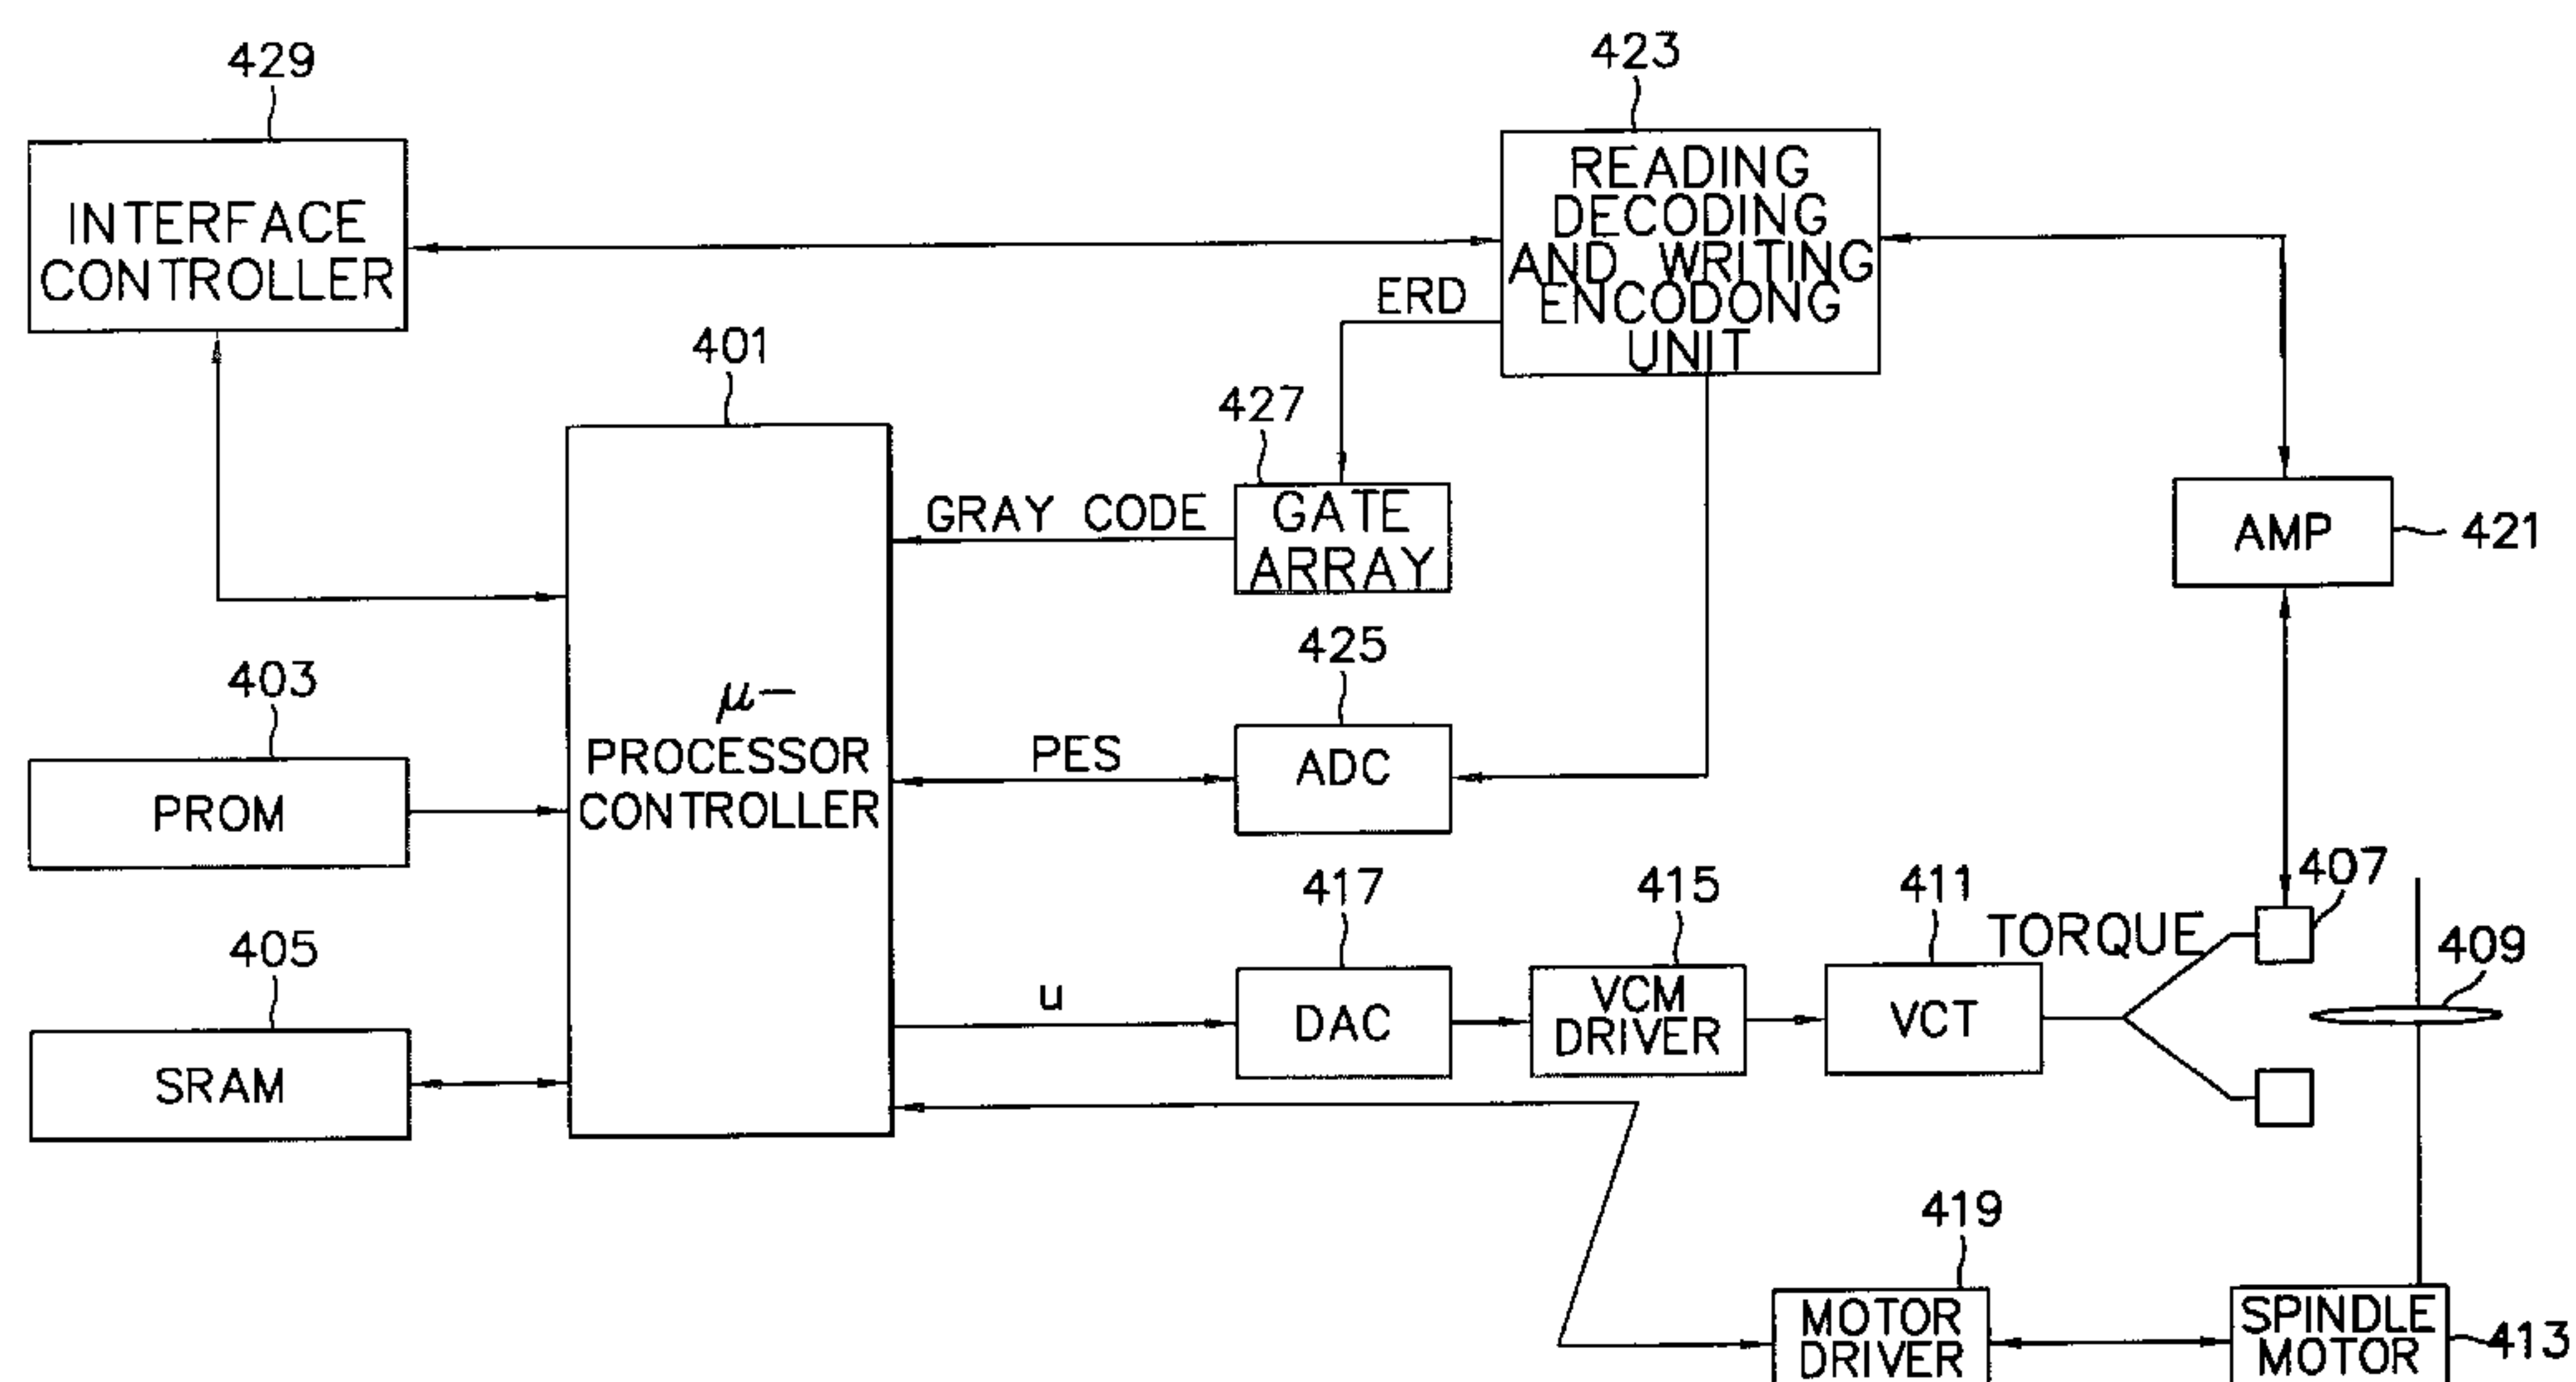 429
INTERFACE
CONTROLLER
423
READING
DECODING
AND WRITING
ENCODONG
UNIT
ERD
401
μ-
PROCESSOR
CONTROLLER
427
GATE
ARRAY
GRAY CODE
AMP
421
403
PROM
425
ADC
PES
405
SRAM
u
417
DAC
415
VCM
DRIVER
411
VCT
TORQUE
407
409
419
MOTOR
DRIVER
SPINDLE
MOTOR
413